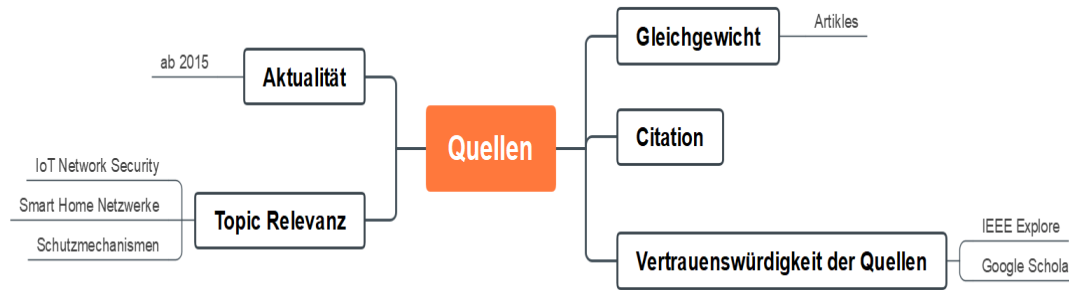 Quellen
Aktualität
ab 2015
Topic Relevanz
IoT Network Security
Smart Home Netzwerke
Schutzmechanismen
Gleichgewicht
Artikles
Citation
Vertrauenswürdigkeit der Quellen
IEEE Explore
Google Schola